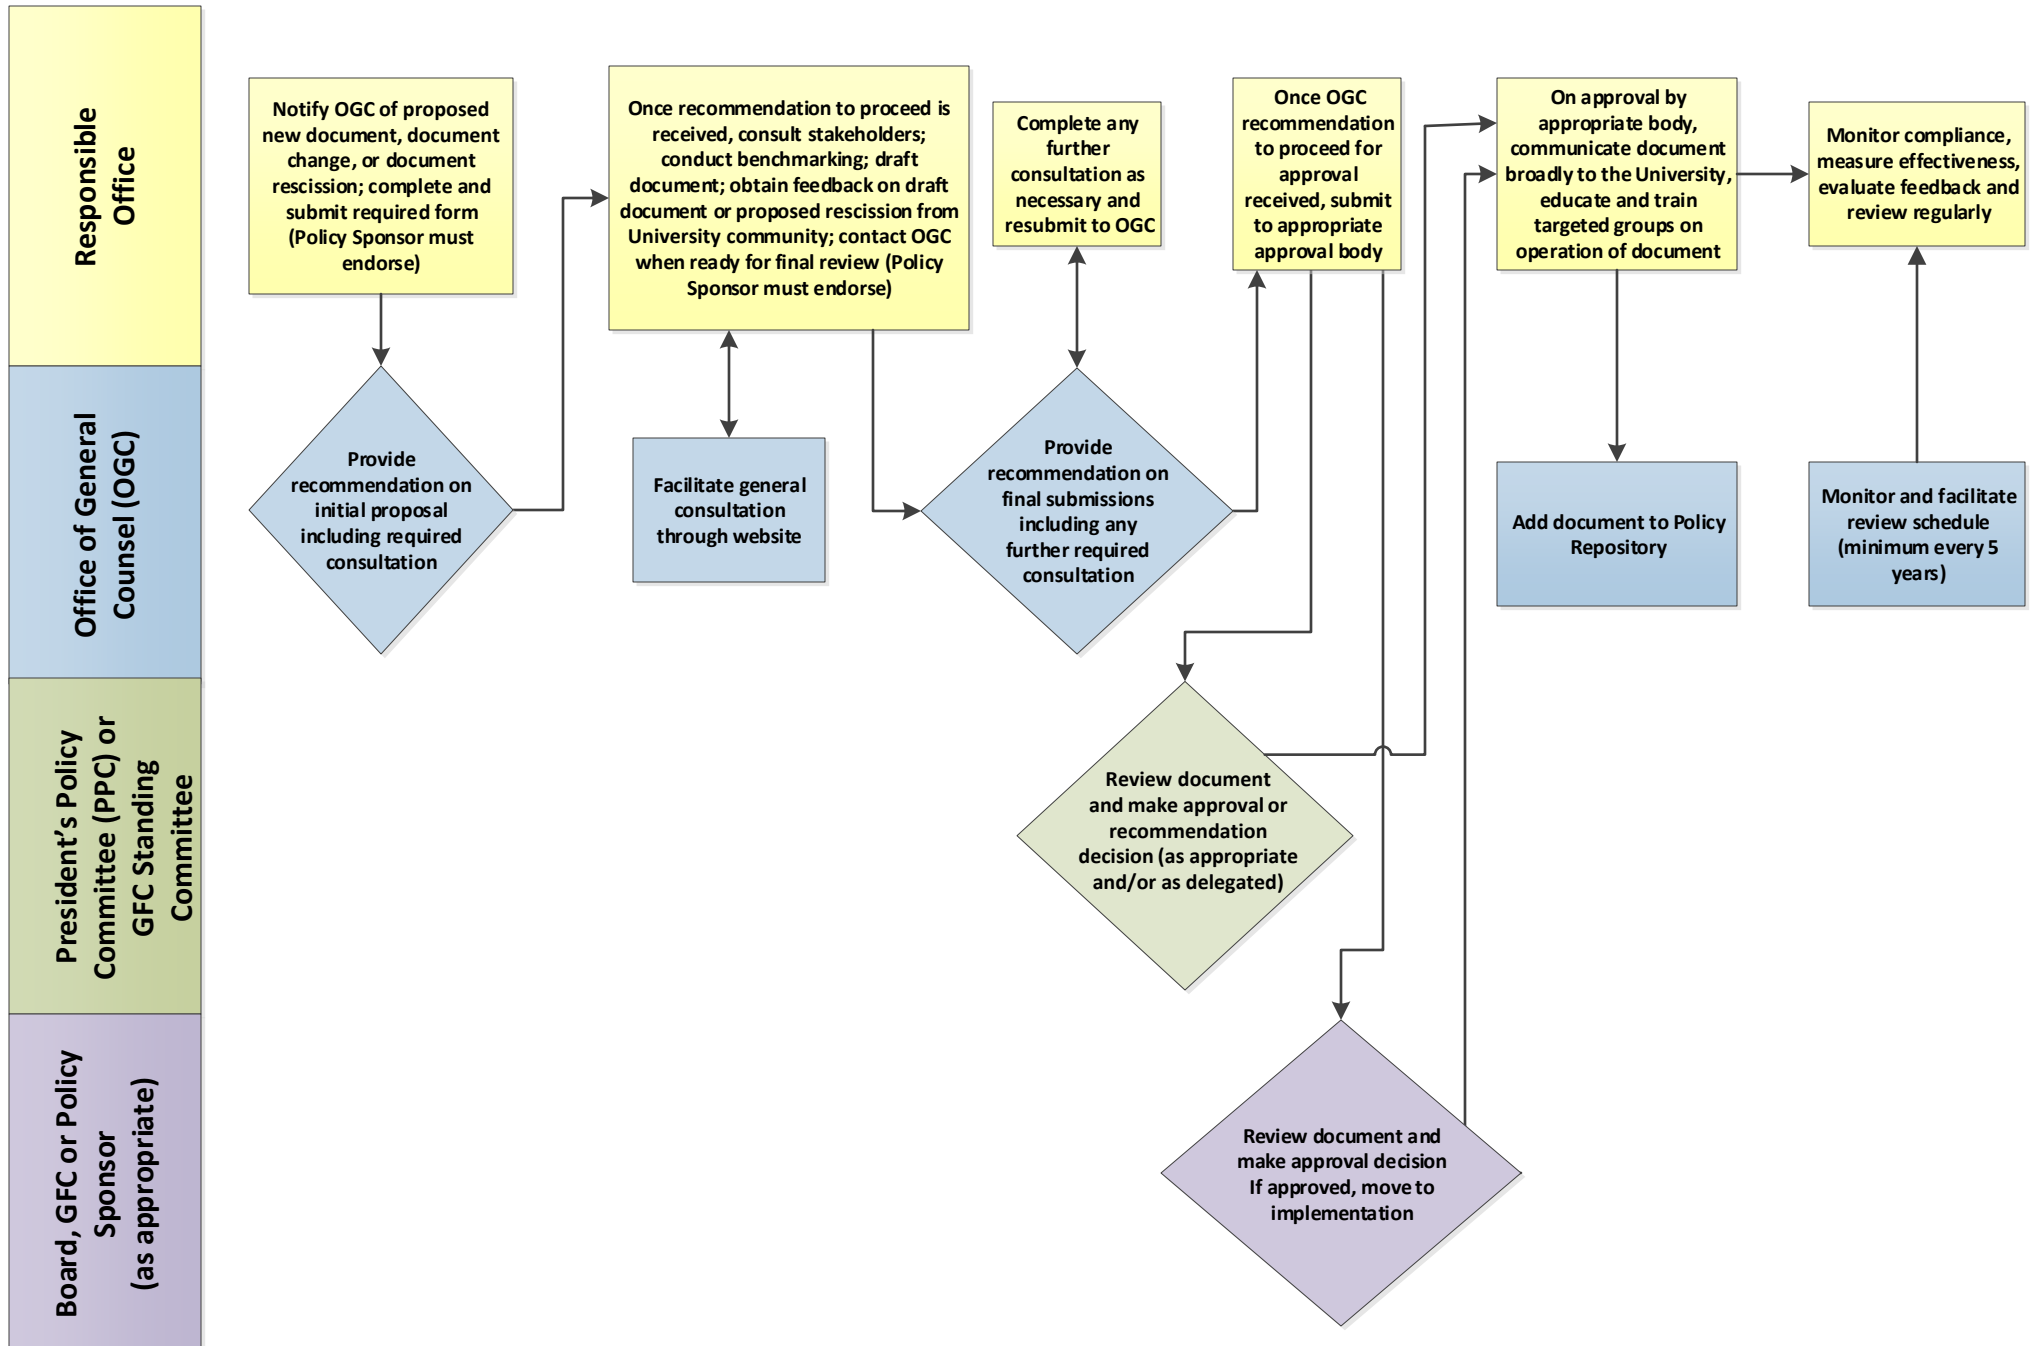 Responsible
Office
Notify OGC of proposed
new document, document
change, or document
rescission; complete and
submit required form
(Policy Sponsor must
endorse)
Once recommendation to proceed is
received, consult stakeholders;
conduct benchmarking; draft
document; obtain feedback on draft
document or proposed rescission from
University community; contact OGC
when ready for final review (Policy
Sponsor must endorse)
Complete any
further
consultation as
necessary and
resubmit to OGC
Once OGC
recommendation
to proceed for
approval
received, submit
to appropriate
approval body
On approval by
appropriate body,
communicate document
broadly to the University,
educate and train
targeted groups on
operation of document
Monitor compliance,
measure effectiveness,
evaluate feedback and
review regularly
Office of General
Counsel (OGC)
Provide
recommendation on
initial proposal
including required
consultation
Facilitate general
consultation
through website
Provide
recommendation on
final submissions
including any
further required
consultation
Add document to Policy
Repository
Monitor and facilitate
review schedule
(minimum every 5
years)
President's Policy
Committee (PPC) or
GFC Standing
Committee
Review document
and make approval or
recommendation
decision (as appropriate
and/or as delegated)
Board, GFC or Policy
Sponsor
(as appropriate)
Review document and
make approval decision
If approved, move to
implementation